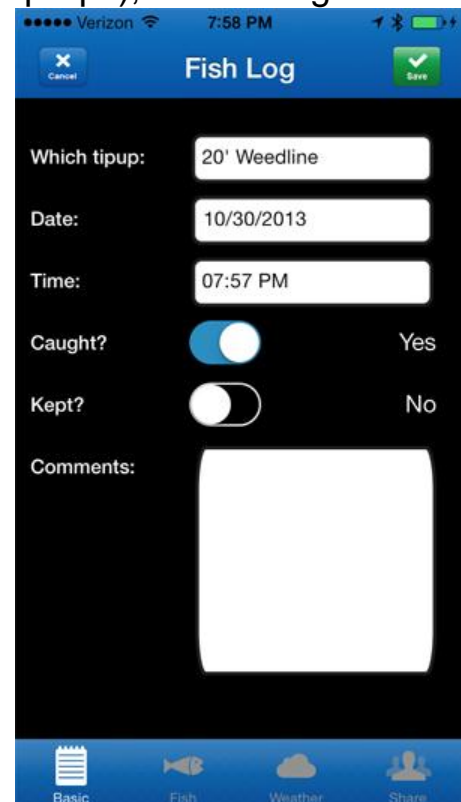 Verizon 7:58 PM
Cancel Fish Log Save
Which tipup: 20' Weedline
Date: 10/30/2013
Time: 07:57 PM
Caught? Yes
Kept? No
Comments:
Basic Fish Weather Share